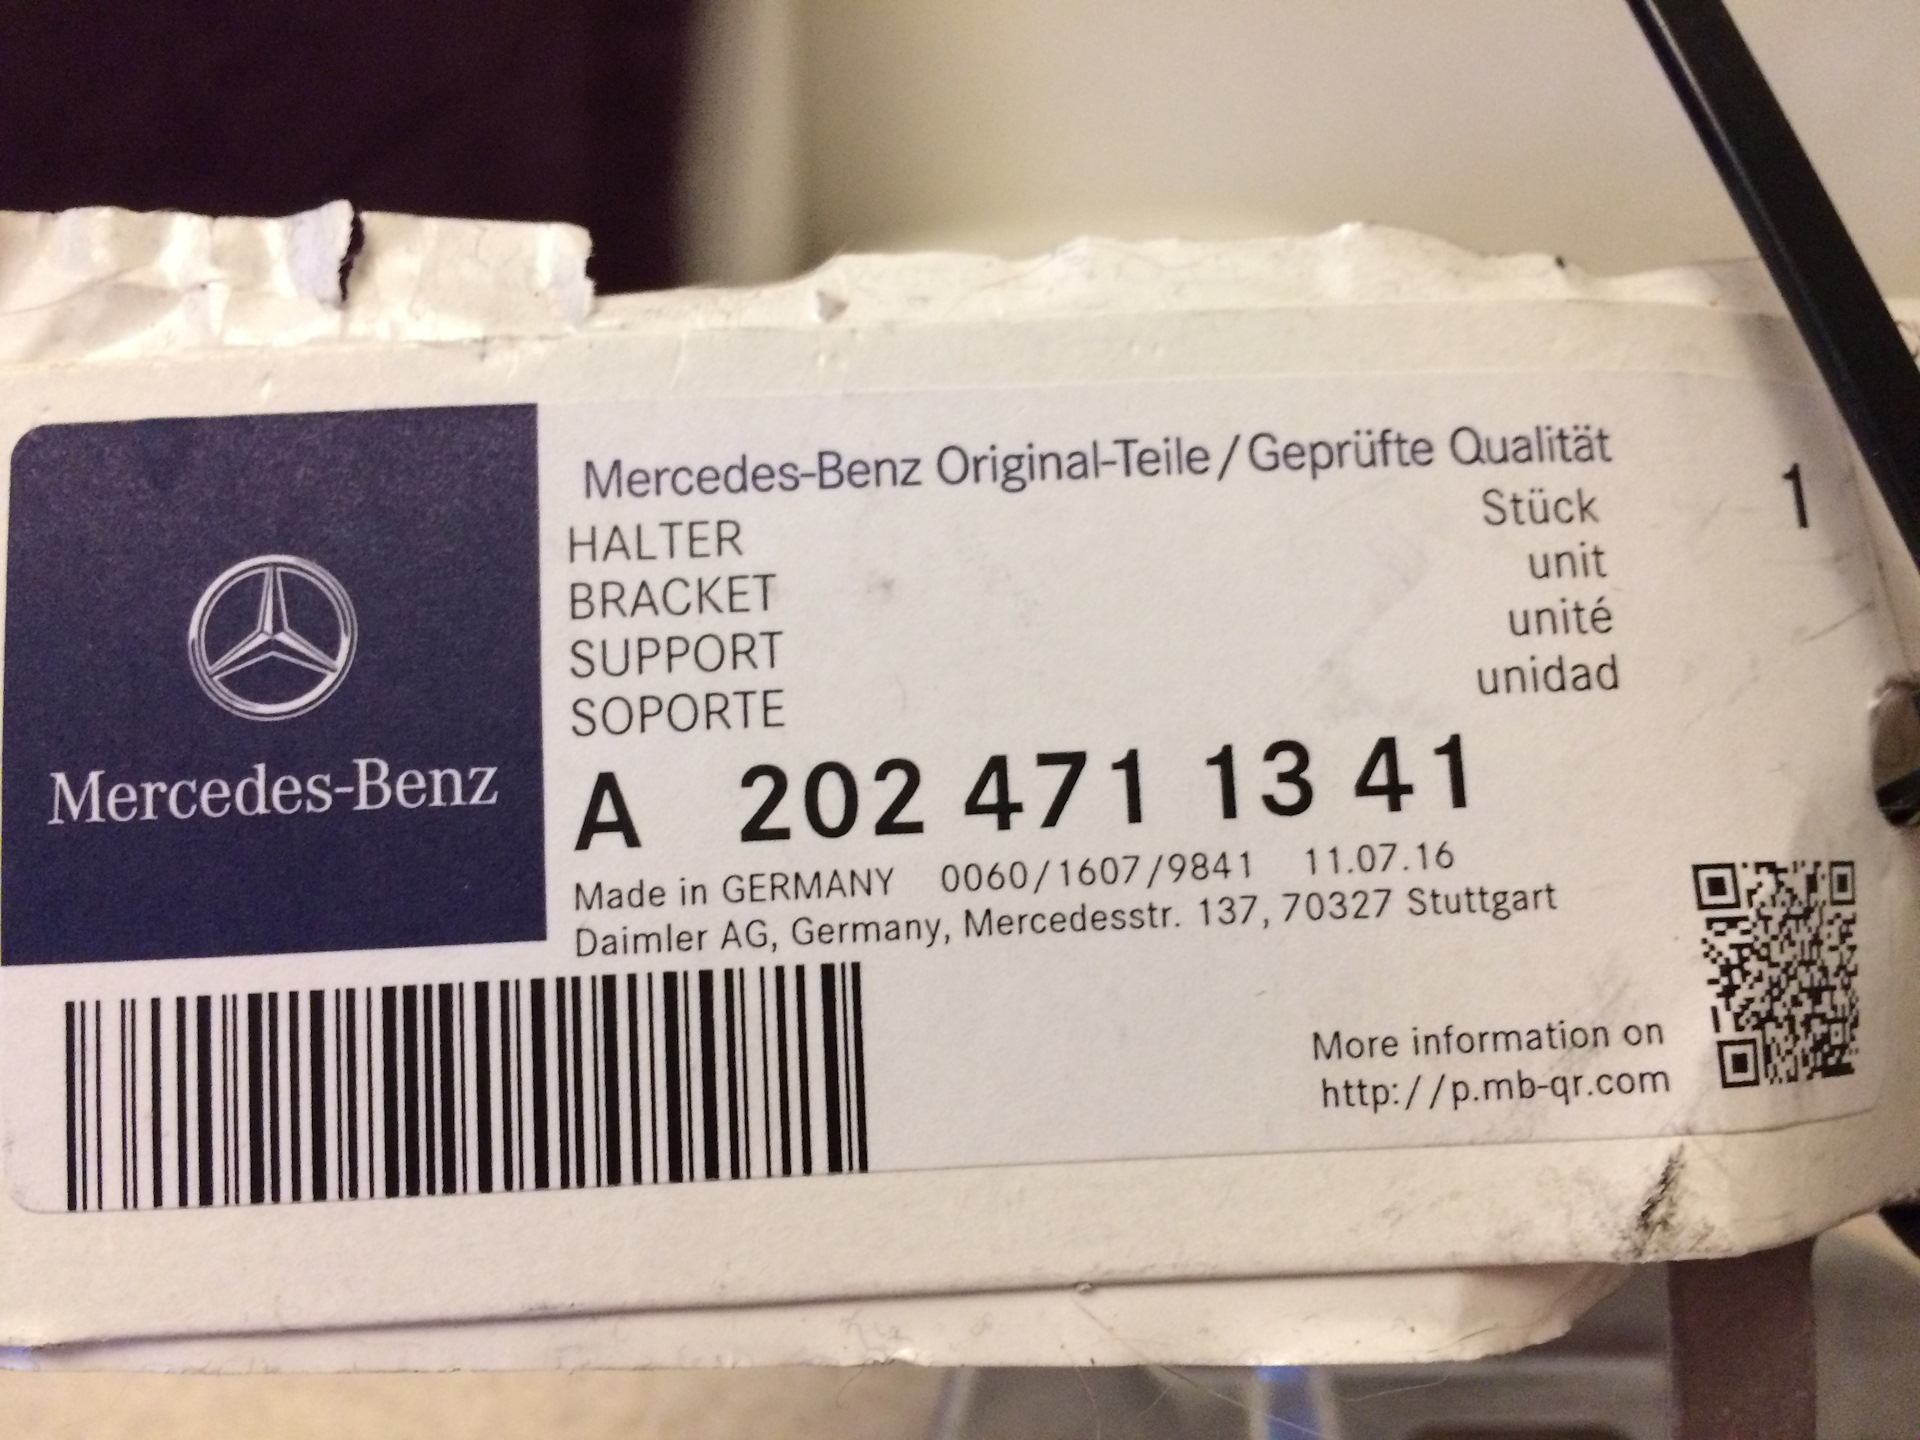 Mercedes-Benz
Mercedes-Benz Original-Teile/Geprüfte Qualität
HALTER
BRACKET
SUPPORT
SOPORTE
Stück
unit
unité
unidad
1
A 202 471 13 41
Made in GERMANY 0060/1607/9841 11.07.16
Daimler AG, Germany, Mercedesstr. 137, 70327 Stuttgart
More information on
http://p.mb-qr.com